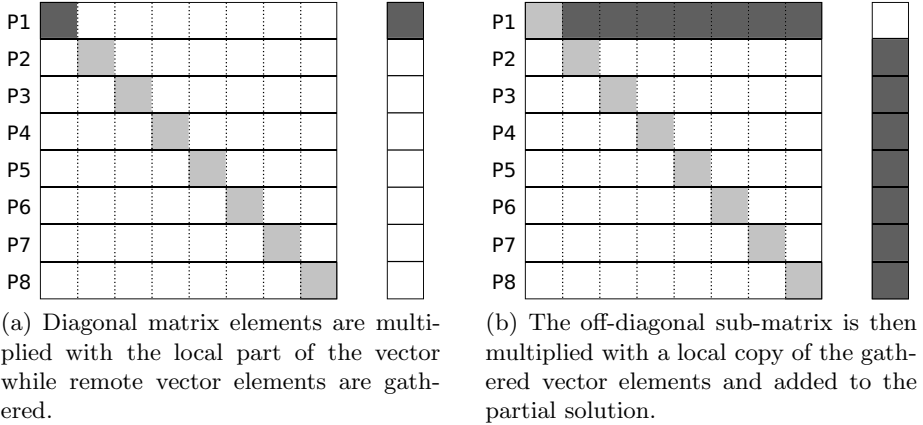 P1
P2
P3
P4
P5
P6
P7
P8
(a) Diagonal matrix elements are multi-
plied with the local part of the vector
while remote vector elements are gath-
ered.
P1
P2
P3
P4
P5
P6
P7
P8
(b) The off-diagonal sub-matrix is then
multiplied with a local copy of the gath-
ered vector elements and added to the
partial solution.